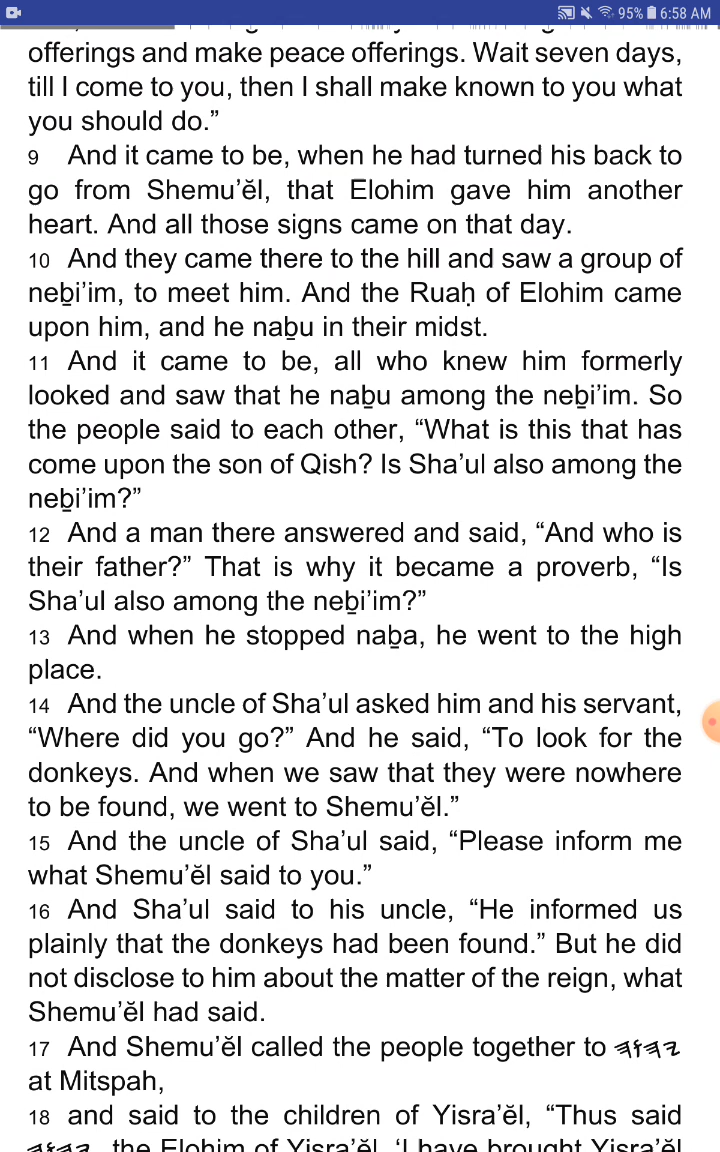 95% 6:58 AM
offerings and make peace offerings. Wait seven days,
till I come to you, then I shall make known to you what
you should do.”
9 And it came to be, when he had turned his back to
go from Shemu’ĕl, that Elohim gave him another
heart. And all those signs came on that day.
10 And they came there to the hill and saw a group of
neḇi’im, to meet him. And the Ruaḥ of Elohim came
upon him, and he naḇu in their midst.
11 And it came to be, all who knew him formerly
looked and saw that he naḇu among the neḇi’im. So
the people said to each other, “What is this that has
come upon the son of Qish? Is Sha’ul also among the
neḇi’im?”
12 And a man there answered and said, “And who is
their father?” That is why it became a proverb, “Is
Sha’ul also among the neḇi’im?”
13 And when he stopped naḇa, he went to the high
place.
14 And the uncle of Sha’ul asked him and his servant,
“Where did you go?” And he said, “To look for the
donkeys. And when we saw that they were nowhere
to be found, we went to Shemu’ĕl.”
15 And the uncle of Sha’ul said, “Please inform me
what Shemu’ĕl said to you.”
16 And Sha’ul said to his uncle, “He informed us
plainly that the donkeys had been found.” But he did
not disclose to him about the matter of the reign, what
Shemu’ĕl had said.
17 And Shemu’ĕl called the people together to 𐤉𐤄𐤅𐤄
at Mitspah,
18 and said to the children of Yisra’ĕl, “Thus said
𐤉𐤄𐤅𐤄, the Elohim of Yisra’ĕl, ‘I have brought Yisra’ĕl